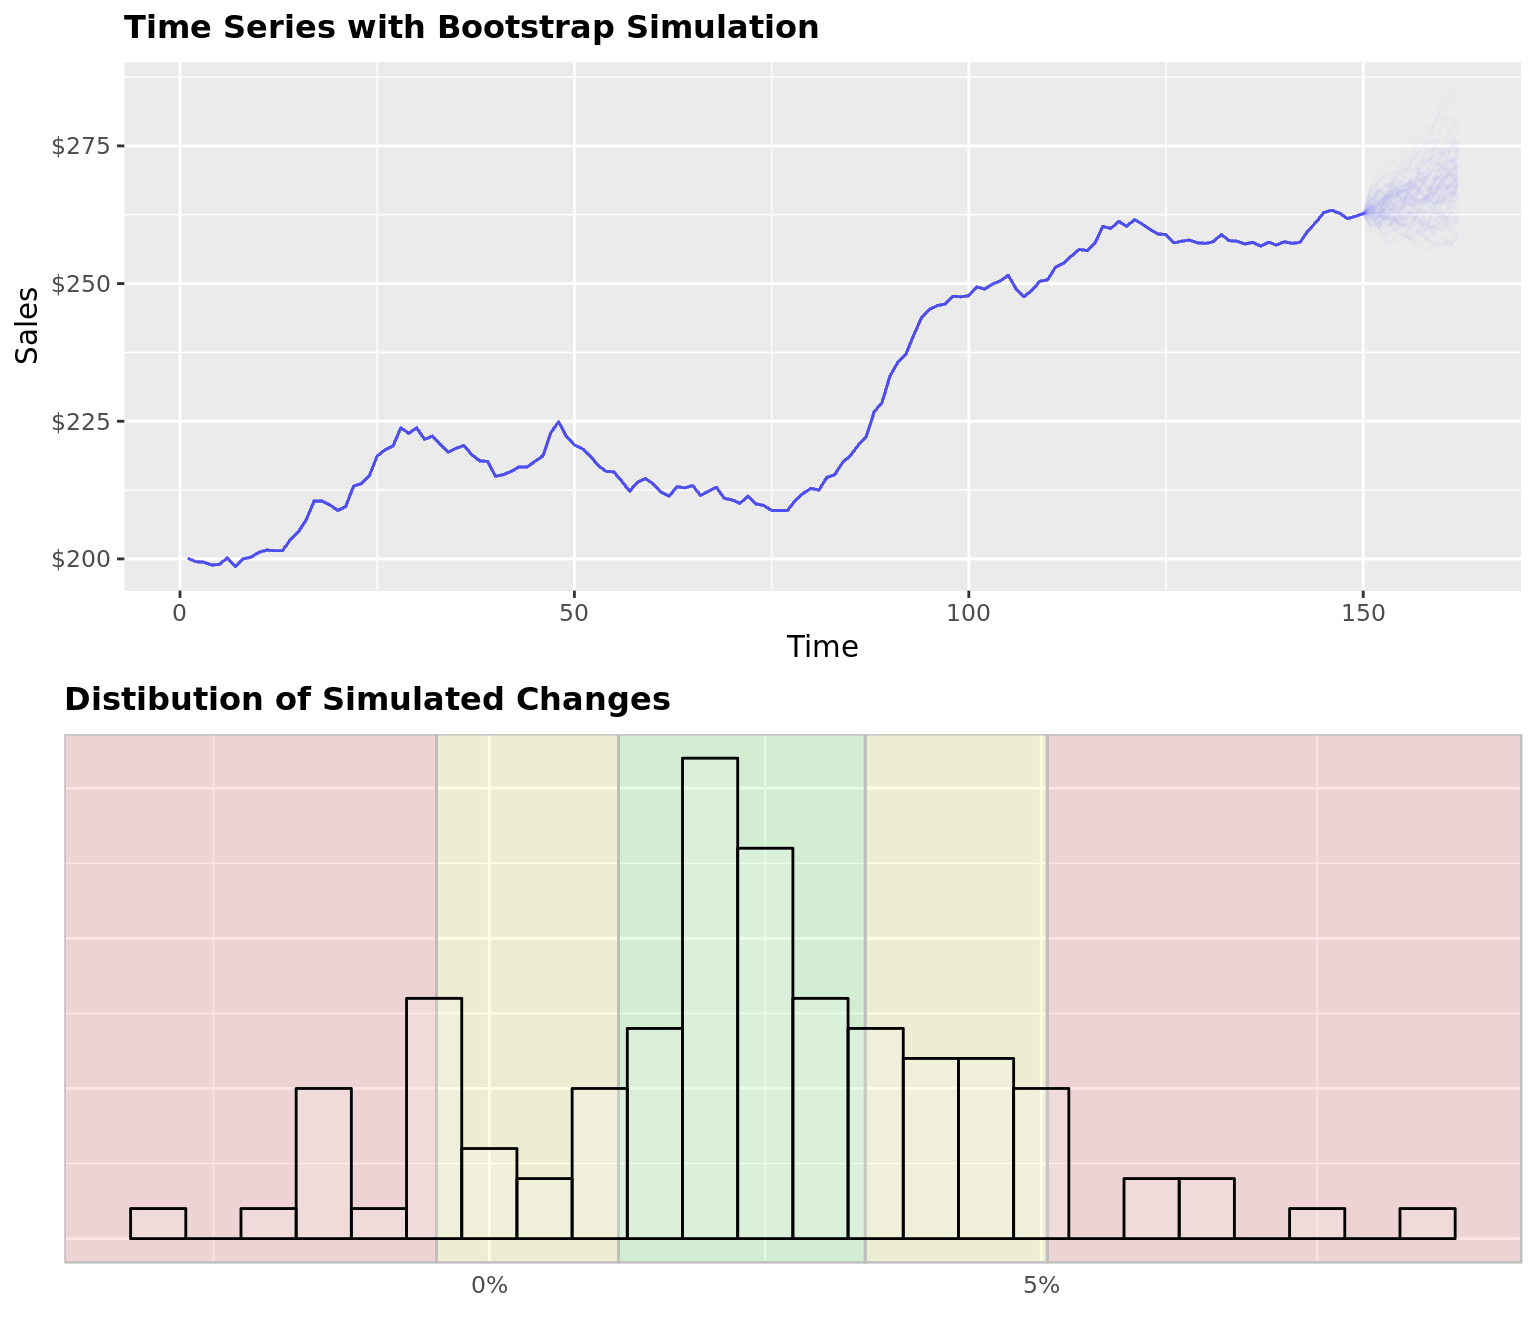 Time Series with Bootstrap Simulation
$275
$250
$225
$200
Sales
0 50 100 150
Time
Distibution of Simulated Changes
0% 5%